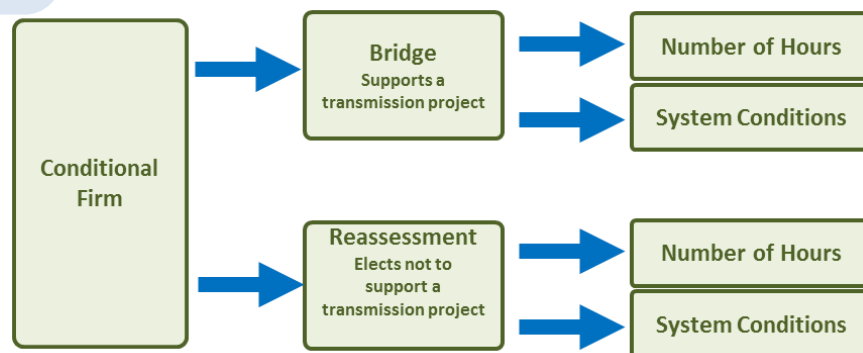 Conditional
Firm
Bridge
Supports a
transmission project
Number of Hours
System Conditions
Reassessment
Elects not to
support a
transmission project
Number of Hours
System Conditions